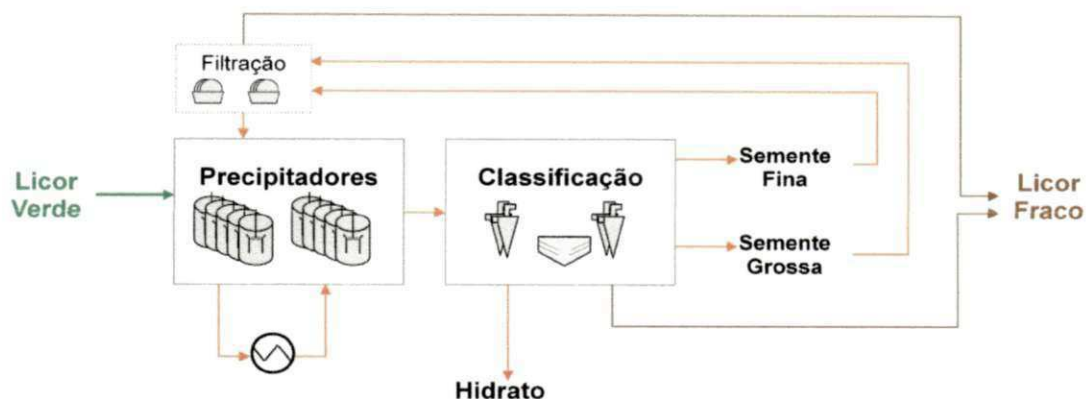 Filtração
Licor
Verde
Precipitadores
Classificação
Semente
Fina
Semente
Grossa
Licor
Fraco
Hidrato